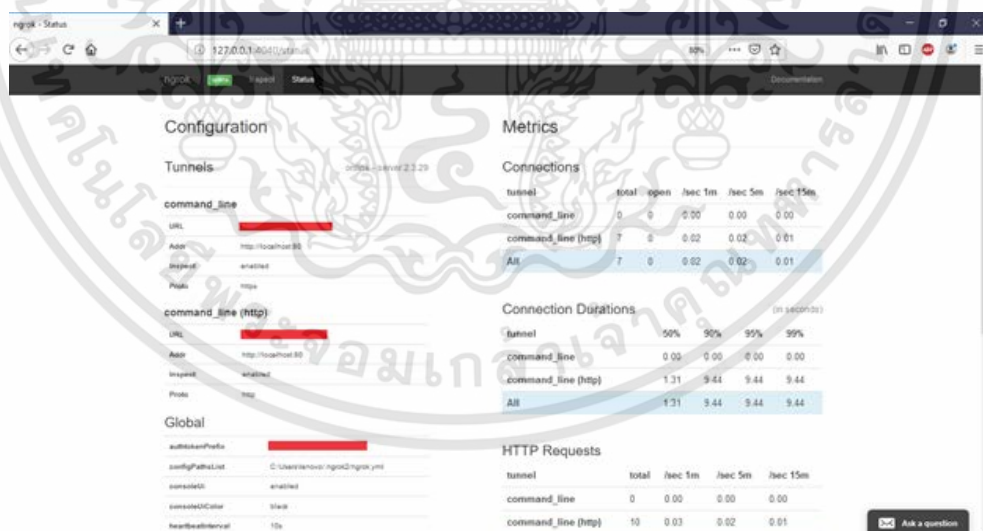 ngrok - Status
127.0.0.1:4040/status
80%
ngrok online Inspect Status Documentation
Configuration
Tunnels online - server 2.3.29
command_line
URL
Addr http://localhost:80
Inspect enabled
Proto https
command_line (http)
URL
Addr http://localhost:80
Inspect enabled
Proto http
Global
authtokenPrefix
configPathsList C:\Users\lenovo/.ngrok2/ngrok.yml
consoleUI enabled
consoleUIColor black
heartbeatInterval 10s
Metrics
Connections
tunnel total open /sec 1m /sec 5m /sec 15m
command_line 0 0 0.00 0.00 0.00
command_line (http) 7 0 0.02 0.02 0.01
All 7 0 0.02 0.02 0.01
Connection Durations (in seconds)
tunnel 50% 90% 95% 99%
command_line 0.00 0.00 0.00 0.00
command_line (http) 1.31 9.44 9.44 9.44
All 1.31 9.44 9.44 9.44
HTTP Requests
tunnel total /sec 1m /sec 5m /sec 15m
command_line 0 0.00 0.00 0.00
command_line (http) 10 0.03 0.02 0.01
Ask a question